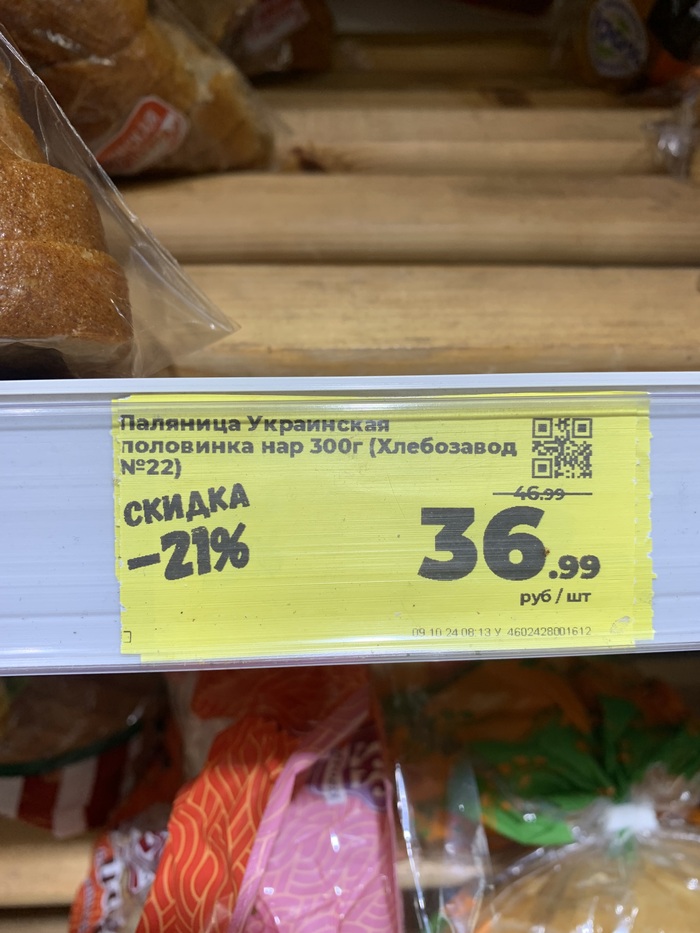 Паляница Украинская
половинка нар 300г (Хлебозавод
№22)
СКИДКА
-21%
46.99
36.99
руб / шт
09.10.24 08:13 Y 4602428001612